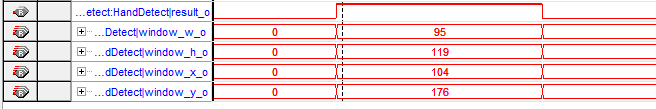 ...etect:HandDetect|result_o
...Detect|window_w_o 0 95
...dDetect|window_h_o 0 119
...dDetect|window_x_o 0 104
...dDetect|window_y_o 0 176